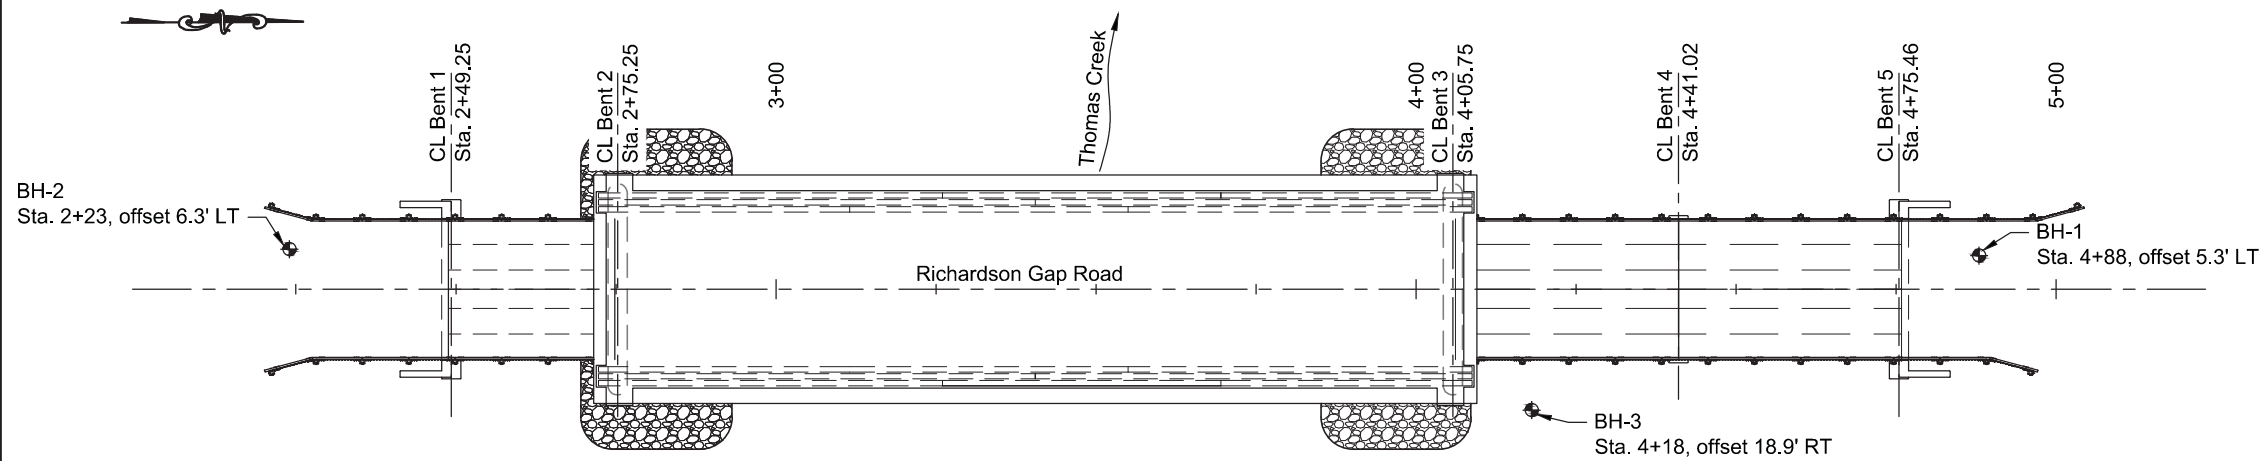 CL Bent 1
Sta. 2+49.25
CL Bent 2
Sta. 2+75.25
3+00
Thomas Creek
4+00
CL Bent 3
Sta. 4+05.75
CL Bent 4
Sta. 4+41.02
CL Bent 5
Sta. 4+75.46
5+00
BH-2
Sta. 2+23, offset 6.3' LT
Richardson Gap Road
BH-1
Sta. 4+88, offset 5.3' LT
BH-3
Sta. 4+18, offset 18.9' RT